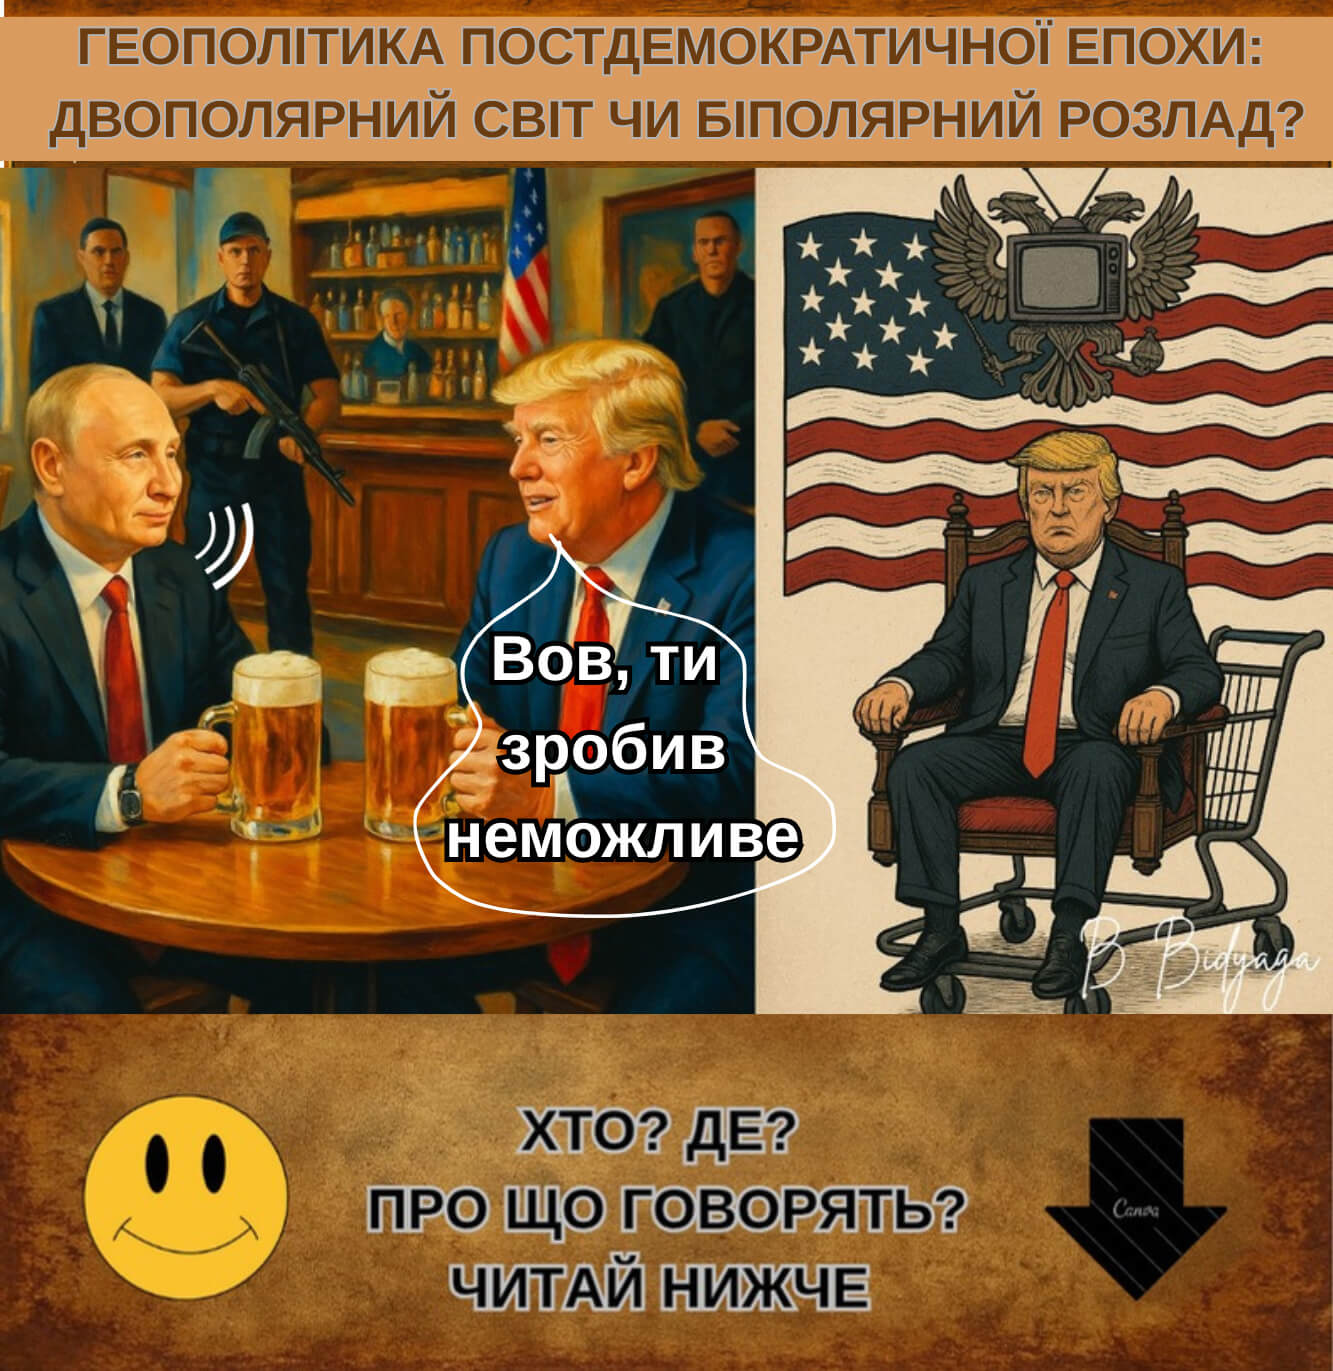 ГЕОПОЛІТИКА ПОСТДЕМОКРАТИЧНОЇ ЕПОХИ:
ДВОПОЛЯРНИЙ СВІТ ЧИ БІПОЛЯРНИЙ РОЗЛАД?
Вов, ти
зробив
неможливе
B. Bidyaga
ХТО? ДЕ?
ПРО ЩО ГОВОРЯТЬ?
ЧИТАЙ НИЖЧЕ
Canva